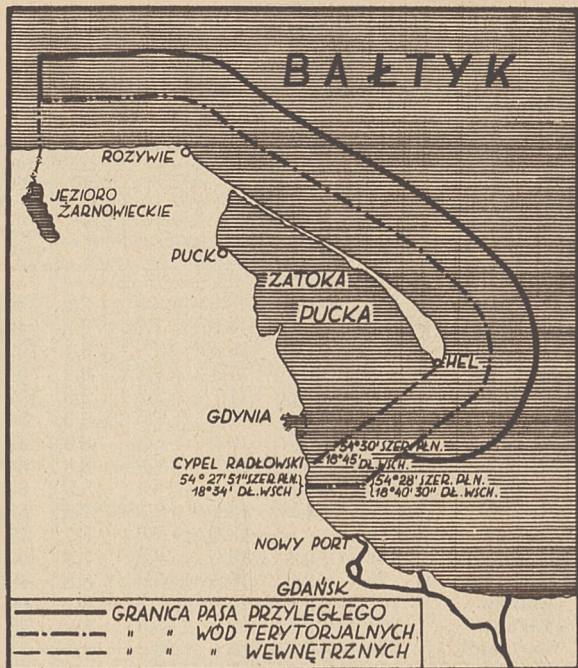 BAŁTYK
ROZYWIE
JĘZIORO
ŻARNOWIECKIE
PUCK
ZATOKA
PUCKA
HEL
GDYNIA
54°30' SZER. PŁN.
18°45' DŁ. WSCH.
CYPEL RADŁOWSKI
54°27'51" SZER. PŁN.
18°34' DŁ. WSCH
54°28' SZER. PŁN.
18°40'30" DŁ. WSCH.
NOWY PORT
GDAŃSK
GRANICA PASA PRZYLEGŁEGO
" " WÓD TERYTORJALNYCH
" " " WEWNĘTRZNYCH